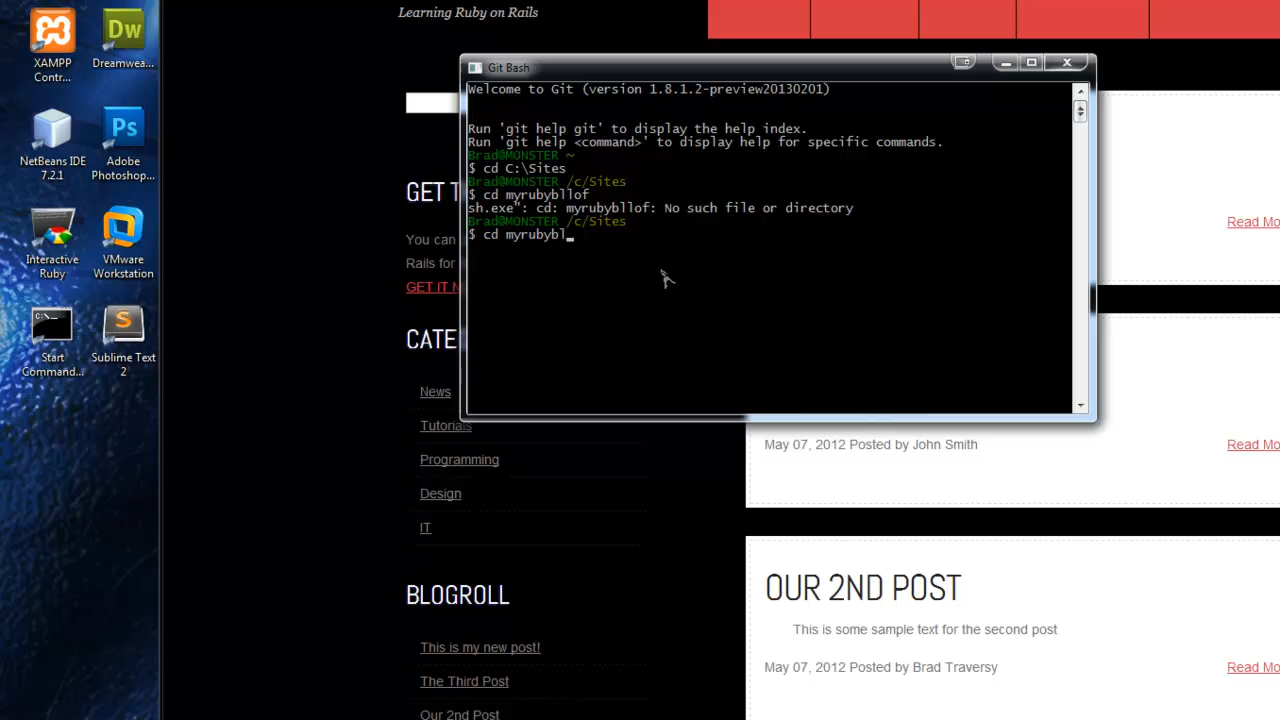 Learning Ruby on Rails
XAMPP Contr...
Dreamwea...
NetBeans IDE 7.2.1
Adobe Photoshop...
Interactive Ruby
VMware Workstation
Start Command...
Sublime Text 2
Git Bash
Welcome to Git (version 1.8.1.2-preview20130201)
Run 'git help git' to display the help index.
Run 'git help <command>' to display help for specific commands.
Brad@MONSTER ~
$ cd C:\Sites
Brad@MONSTER /c/Sites
$ cd myrubybllof
sh.exe": cd: myrubybllof: No such file or directory
Brad@MONSTER /c/Sites
$ cd myrubybl_
GET T
You can
Rails for
GET IT N
CATE
News
Tutorials
Programming
Design
IT
BLOGROLL
This is my new post!
The Third Post
Our 2nd Post
Read Mo
May 07, 2012 Posted by John Smith
Read Mo
OUR 2ND POST
This is some sample text for the second post
May 07, 2012 Posted by Brad Traversy
Read Mo